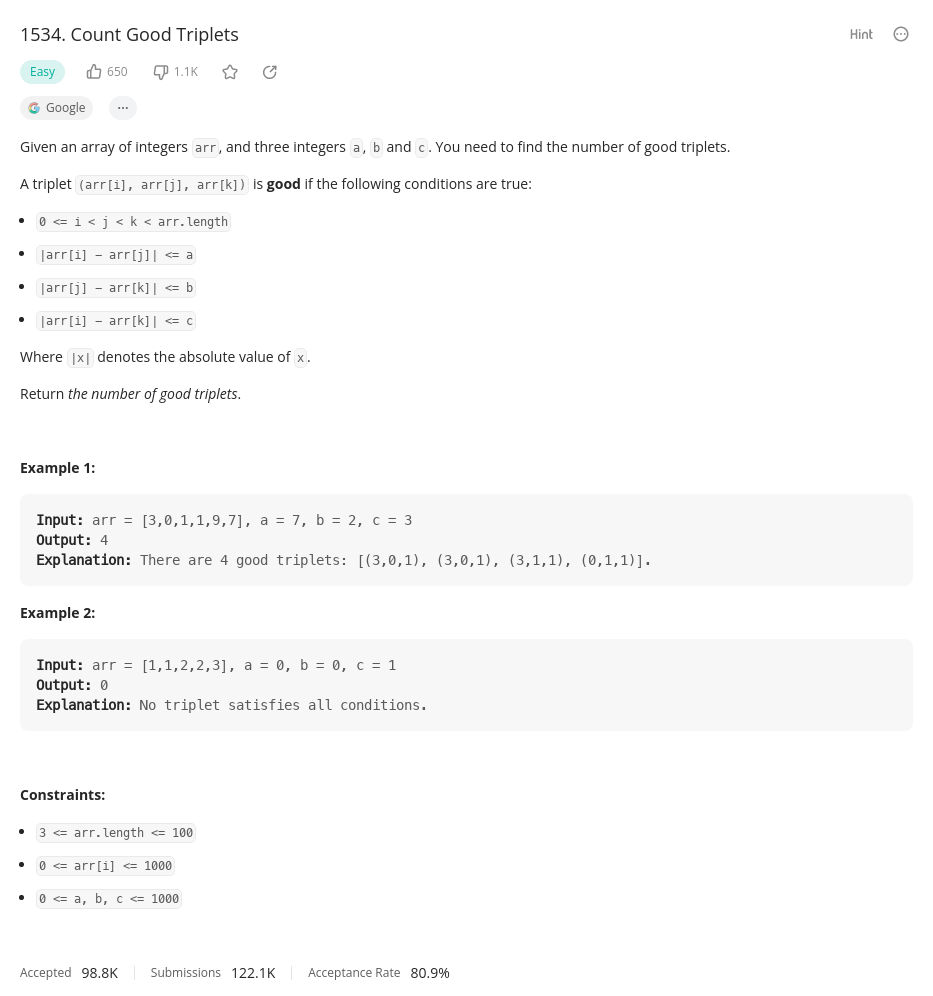 1534. Count Good Triplets
Hint
Easy 650 1.1K
Google ...
Given an array of integers arr, and three integers a, b and c. You need to find the number of good triplets.
A triplet (arr[i], arr[j], arr[k]) is good if the following conditions are true:
• 0 <= i < j < k < arr.length
• |arr[i] − arr[j]| <= a
• |arr[j] − arr[k]| <= b
• |arr[i] − arr[k]| <= c
Where |x| denotes the absolute value of x.
Return the number of good triplets.
Example 1:
Input: arr = [3,0,1,1,9,7], a = 7, b = 2, c = 3
Output: 4
Explanation: There are 4 good triplets: [(3,0,1), (3,0,1), (3,1,1), (0,1,1)].
Example 2:
Input: arr = [1,1,2,2,3], a = 0, b = 0, c = 1
Output: 0
Explanation: No triplet satisfies all conditions.
Constraints:
• 3 <= arr.length <= 100
• 0 <= arr[i] <= 1000
• 0 <= a, b, c <= 1000
Accepted 98.8K Submissions 122.1K Acceptance Rate 80.9%